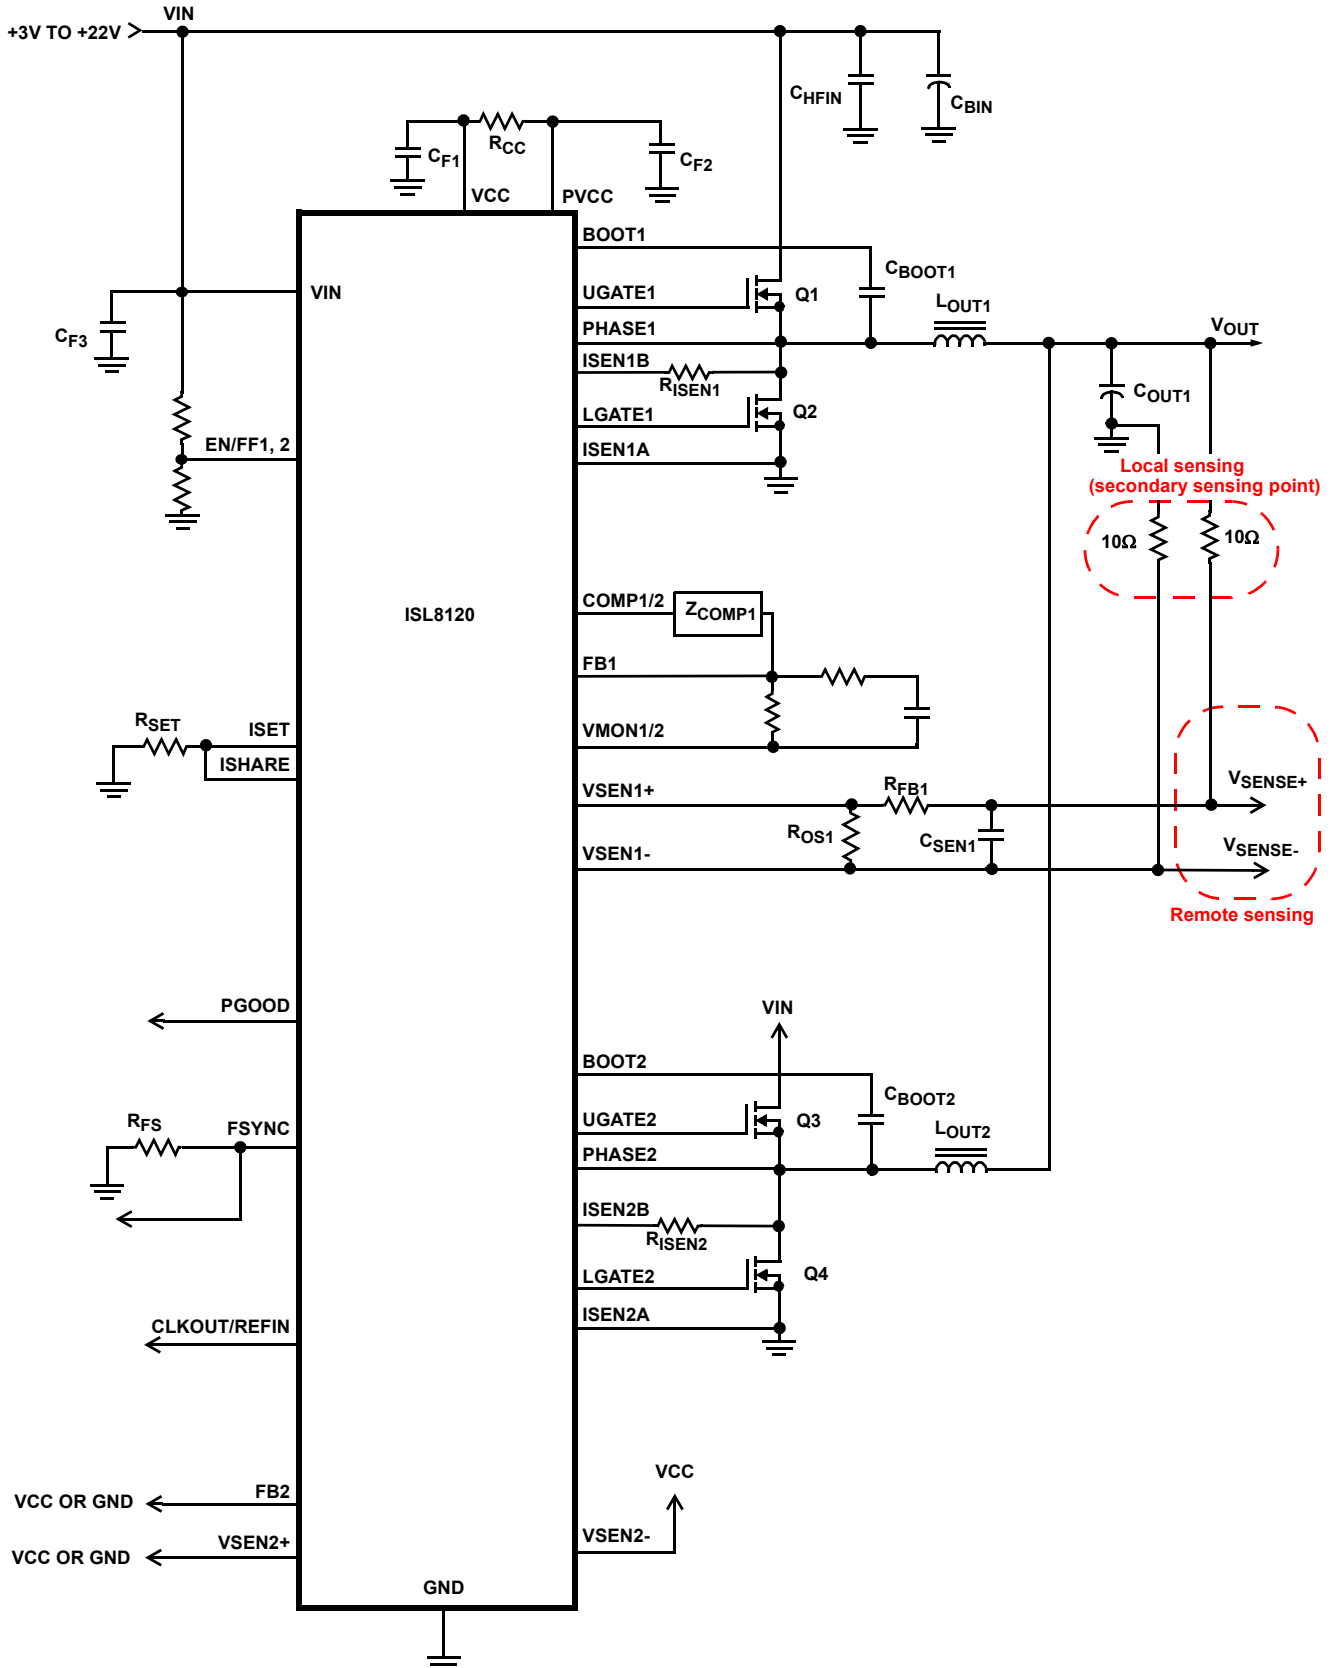 VIN
+3V TO +22V
CHFIN
CBIN
CF1
RCC
CF2
VCC
PVCC
BOOT1
CBOOT1
VIN
UGATE1
Q1
LOUT1
CF3
PHASE1
VOUT
ISEN1B
RISEN1
COUT1
LGATE1
Q2
EN/FF1, 2
ISEN1A
Local sensing
(secondary sensing point)
10Ω
10Ω
COMP1/2
ZCOMP1
ISL8120
FB1
RSET
ISET
VMON1/2
ISHARE
VSEN1+
RFB1
VSENSE+
ROS1
CSEN1
VSEN1-
VSENSE-
Remote sensing
PGOOD
VIN
BOOT2
CBOOT2
RFS
FSYNC
UGATE2
Q3
LOUT2
PHASE2
ISEN2B
RISEN2
LGATE2
Q4
ISEN2A
CLKOUT/REFIN
VCC
VCC OR GND
FB2
VSEN2-
VCC OR GND
VSEN2+
GND